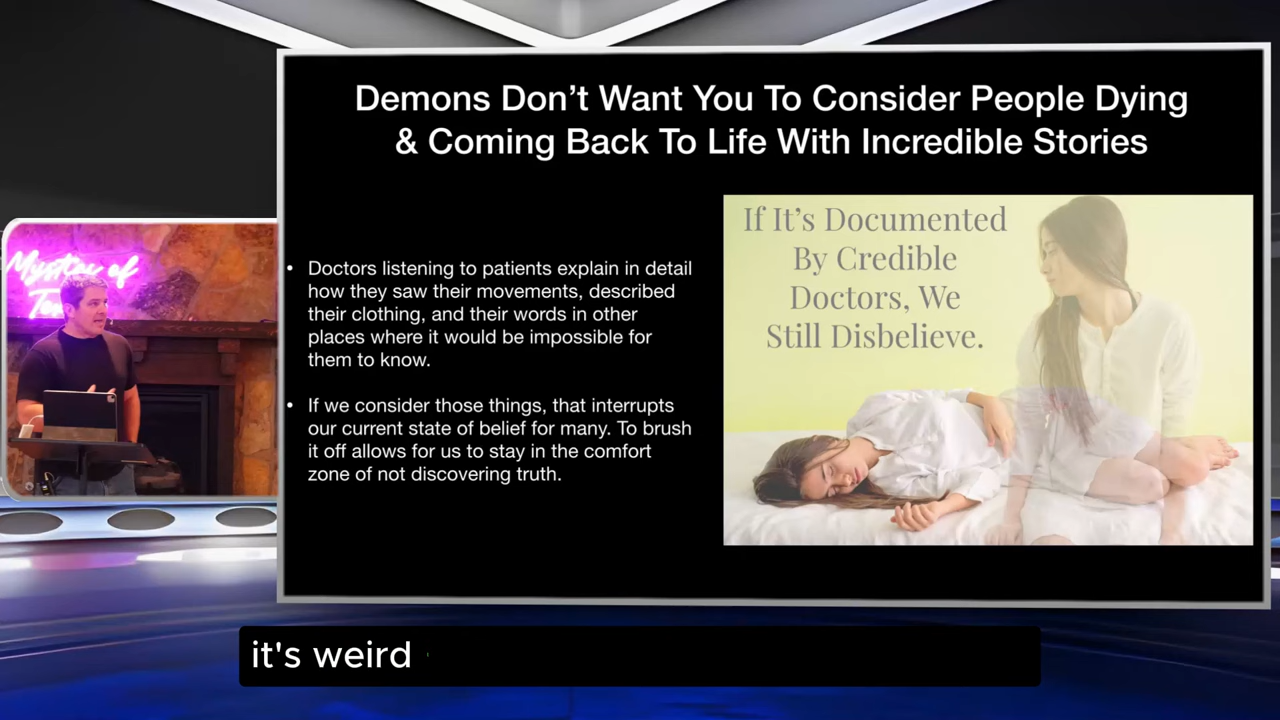 Demons Don't Want You To Consider People Dying
& Coming Back To Life With Incredible Stories
Mystics of
• Doctors listening to patients explain in detail
how they saw their movements, described
their clothing, and their words in other
places where it would be impossible for
them to know.
• If we consider those things, that interrupts
our current state of belief for many. To brush
it off allows for us to stay in the comfort
zone of not discovering truth.
If It's Documented
By Credible
Doctors, We
Still Disbelieve.
it's weird